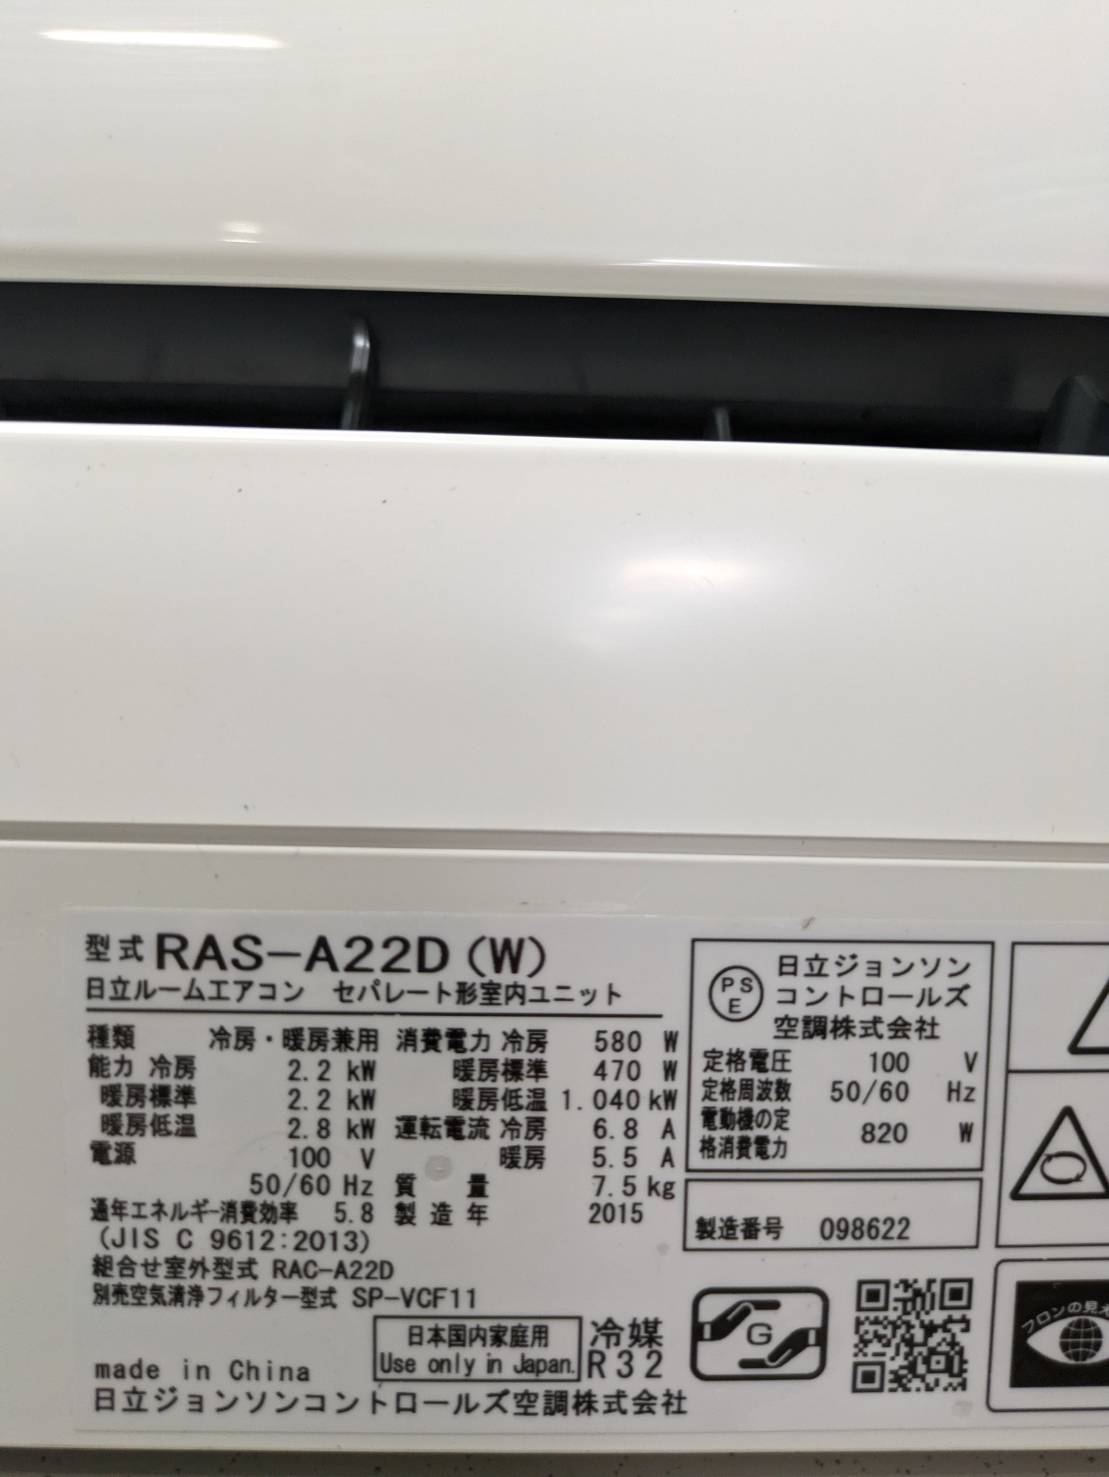 型式 RAS-A22D(W)
日立ルームエアコン セパレート形室内ユニット
種類 冷房・暖房兼用
能力 冷房 2.2 kW
暖房標準 2.2 kW
暖房低温 2.8 kW
電源 100 V
50/60 Hz
通年エネルギー消費効率 5.8
(JIS C 9612:2013)
組合せ室外型式 RAC-A22D
別売空気清浄フィルター型式 SP-VCF11
消費電力 冷房 580 W
暖房標準 470 W
暖房低温 1.040 kW
運転電流 冷房 6.8 A
暖房 5.5 A
質量 7.5 kg
製造年 2015
日本国内家庭用
Use only in Japan.
冷媒
R32
made in China
日立ジョンソンコントロールズ空調株式会社
PS
E
日立ジョンソン
コントロールズ
空調株式会社
定格電圧 100 V
定格周波数 50/60 Hz
電動機の定
格消費電力 820 W
製造番号 098622
G
フロンの見